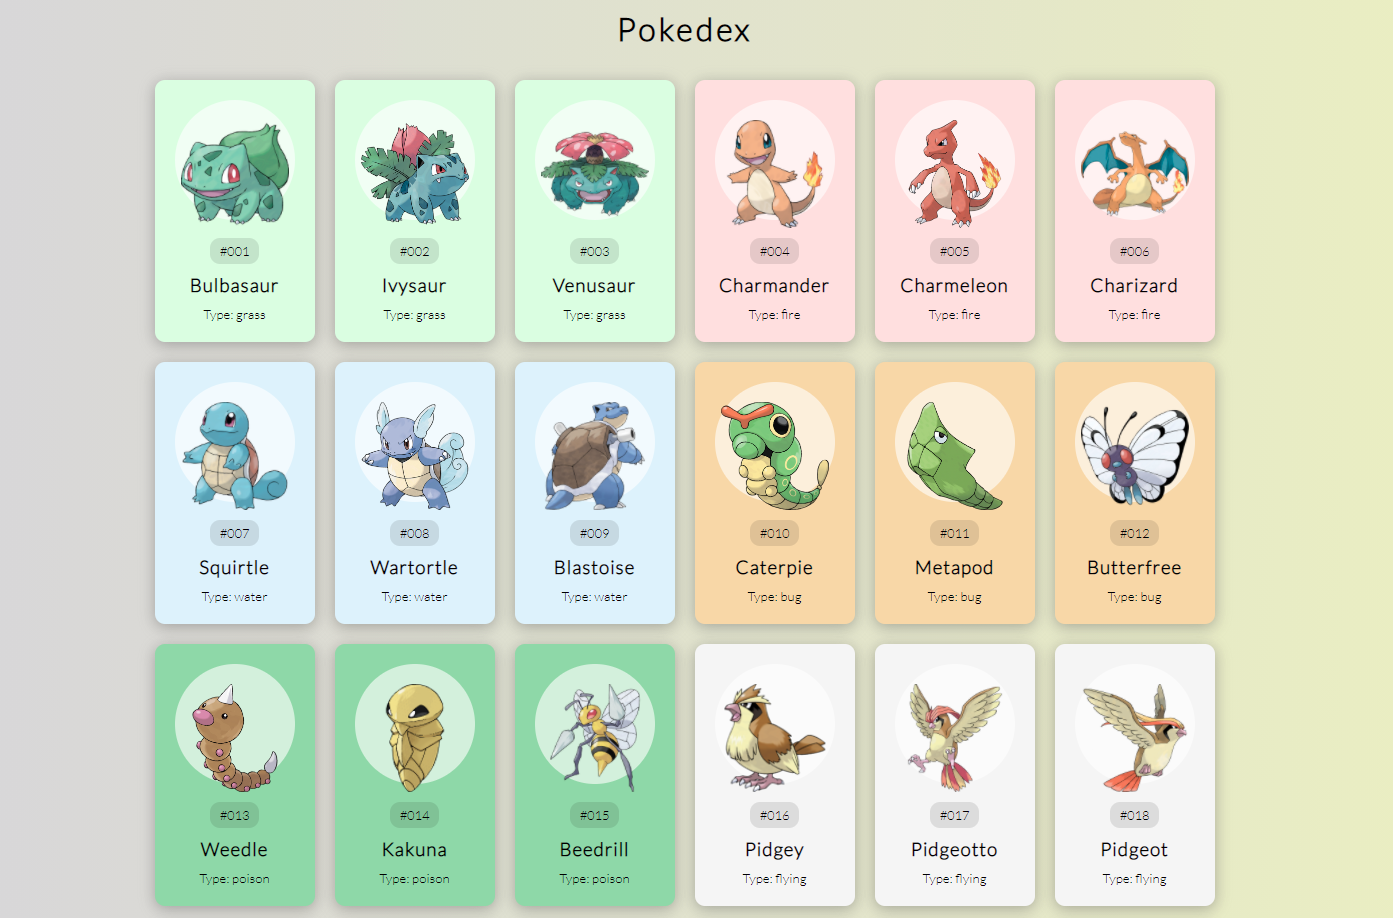 Pokedex
#001
Bulbasaur
Type: grass
#002
Ivysaur
Type: grass
#003
Venusaur
Type: grass
#004
Charmander
Type: fire
#005
Charmeleon
Type: fire
#006
Charizard
Type: fire
#007
Squirtle
Type: water
#008
Wartortle
Type: water
#009
Blastoise
Type: water
#010
Caterpie
Type: bug
#011
Metapod
Type: bug
#012
Butterfree
Type: bug
#013
Weedle
Type: poison
#014
Kakuna
Type: poison
#015
Beedrill
Type: poison
#016
Pidgey
Type: flying
#017
Pidgeotto
Type: flying
#018
Pidgeot
Type: flying